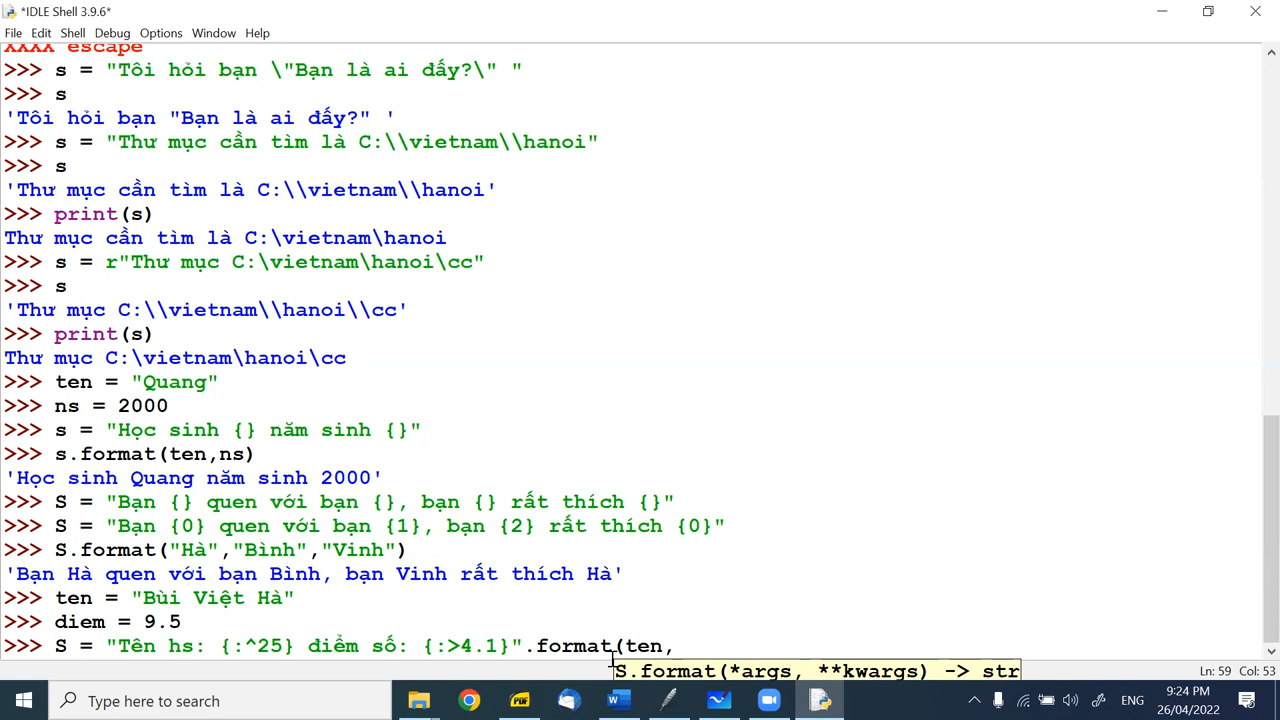 *IDLE Shell 3.9.6*
File Edit Shell Debug Options Window Help
XXXX escape
>>> s = "Tôi hỏi bạn \"Bạn là ai đấy?\" "
>>> s
'Tôi hỏi bạn "Bạn là ai đấy?" '
>>> s = "Thư mục cần tìm là C:\\vietnam\\hanoi"
>>> s
'Thư mục cần tìm là C:\\vietnam\\hanoi'
>>> print(s)
Thư mục cần tìm là C:\vietnam\hanoi
>>> s = r"Thư mục C:\vietnam\hanoi\cc"
>>> s
'Thư mục C:\\vietnam\\hanoi\\cc'
>>> print(s)
Thư mục C:\vietnam\hanoi\cc
>>> ten = "Quang"
>>> ns = 2000
>>> s = "Học sinh {} năm sinh {}"
>>> s.format(ten,ns)
'Học sinh Quang năm sinh 2000'
>>> S = "Bạn {} quen với bạn {}, bạn {} rất thích {}"
>>> S = "Bạn {0} quen với bạn {1}, bạn {2} rất thích {0}"
>>> S.format("Hà","Bình","Vinh")
'Bạn Hà quen với bạn Bình, bạn Vinh rất thích Hà'
>>> ten = "Bùi Việt Hà"
>>> diem = 9.5
>>> S = "Tên hs: {:^25} điểm số: {:>4.1}".format(ten,
S.format(*args, **kwargs) -> str
Ln: 59 Col: 53
Type here to search
PDF
ENG
9:24 PM
26/04/2022